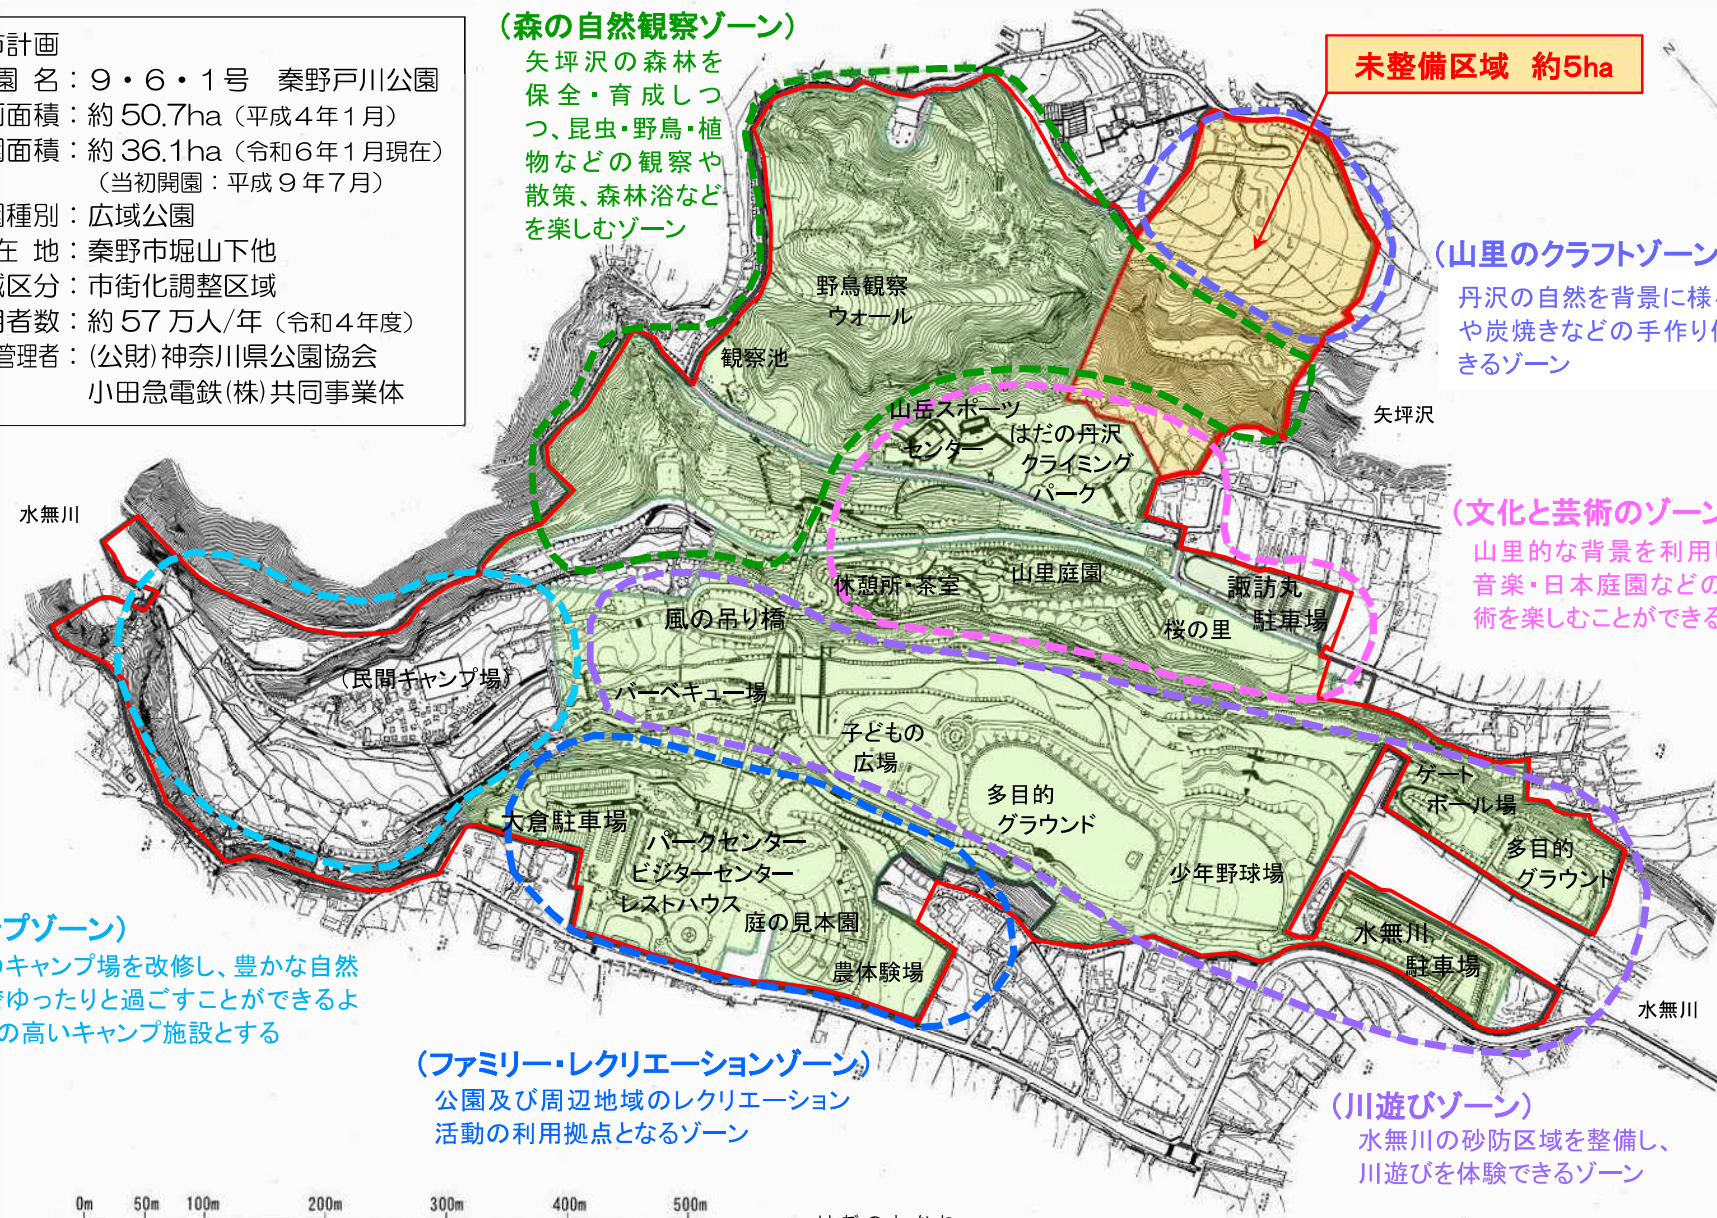 市計画
園 名：９・６・１号　秦野戸川公園
面積：約 50.7ha（平成４年１月）
園面積：約 36.1ha（令和６年１月現在）
（当初開園：平成９年７月）
園種別：広域公園
在 地：秦野市堀山下他
域区分：市街化調整区域
用者数：約 57 万人/年（令和４年度）
管理者：(公財)神奈川県公園協会
小田急電鉄(株)共同事業体
（森の自然観察ゾーン）
矢坪沢の森林を
保全・育成しつ
つ、昆虫・野鳥・植
物などの観察や
散策、森林浴など
を楽しむゾーン
未整備区域 約5ha
（山里のクラフトゾーン
丹沢の自然を背景に様
や炭焼きなどの手作り
きるゾーン
野鳥観察
ウォール
観察池
矢坪沢
山岳スポーツ
センター
はだの丹沢
クライミング
パーク
（文化と芸術のゾーン
山里的な背景を利用
音楽・日本庭園などの
術を楽しむことができる
水無川
休憩所・茶室
山里庭園
諏訪丸
駐車場
風の吊り橋
桜の里
（民間キャンプ場）
バーベキュー場
子どもの
広場
多目的
グラウンド
ゲート
ボール場
大倉駐車場
パークセンター
ビジターセンター
レストハウス
少年野球場
多目的
グラウンド
庭の見本園
農体験場
水無川
駐車場
水無川
プゾーン）
のキャンプ場を改修し、豊かな自然
でゆったりと過ごすことができるよ
の高いキャンプ施設とする
（ファミリー・レクリエーションゾーン）
公園及び周辺地域のレクリエーション
活動の利用拠点となるゾーン
（川遊びゾーン）
水無川の砂防区域を整備し、
川遊びを体験できるゾーン
0m 50m 100m 200m 300m 400m 500m